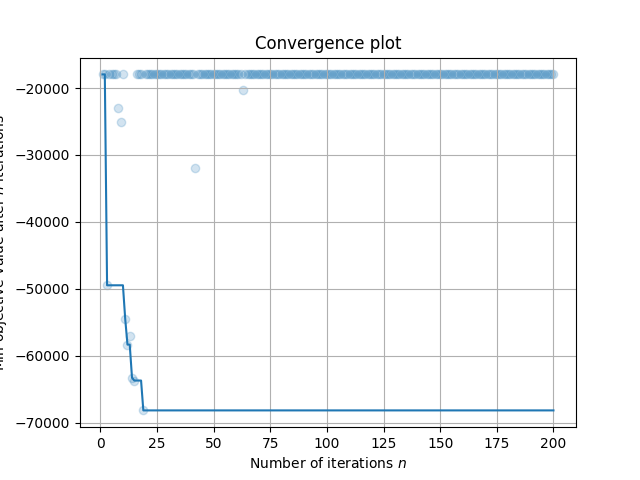 Convergence plot
−20000
−30000
−40000
−50000
−60000
−70000
objective value after n iterations
0 25 50 75 100 125 150 175 200
Number of iterations n